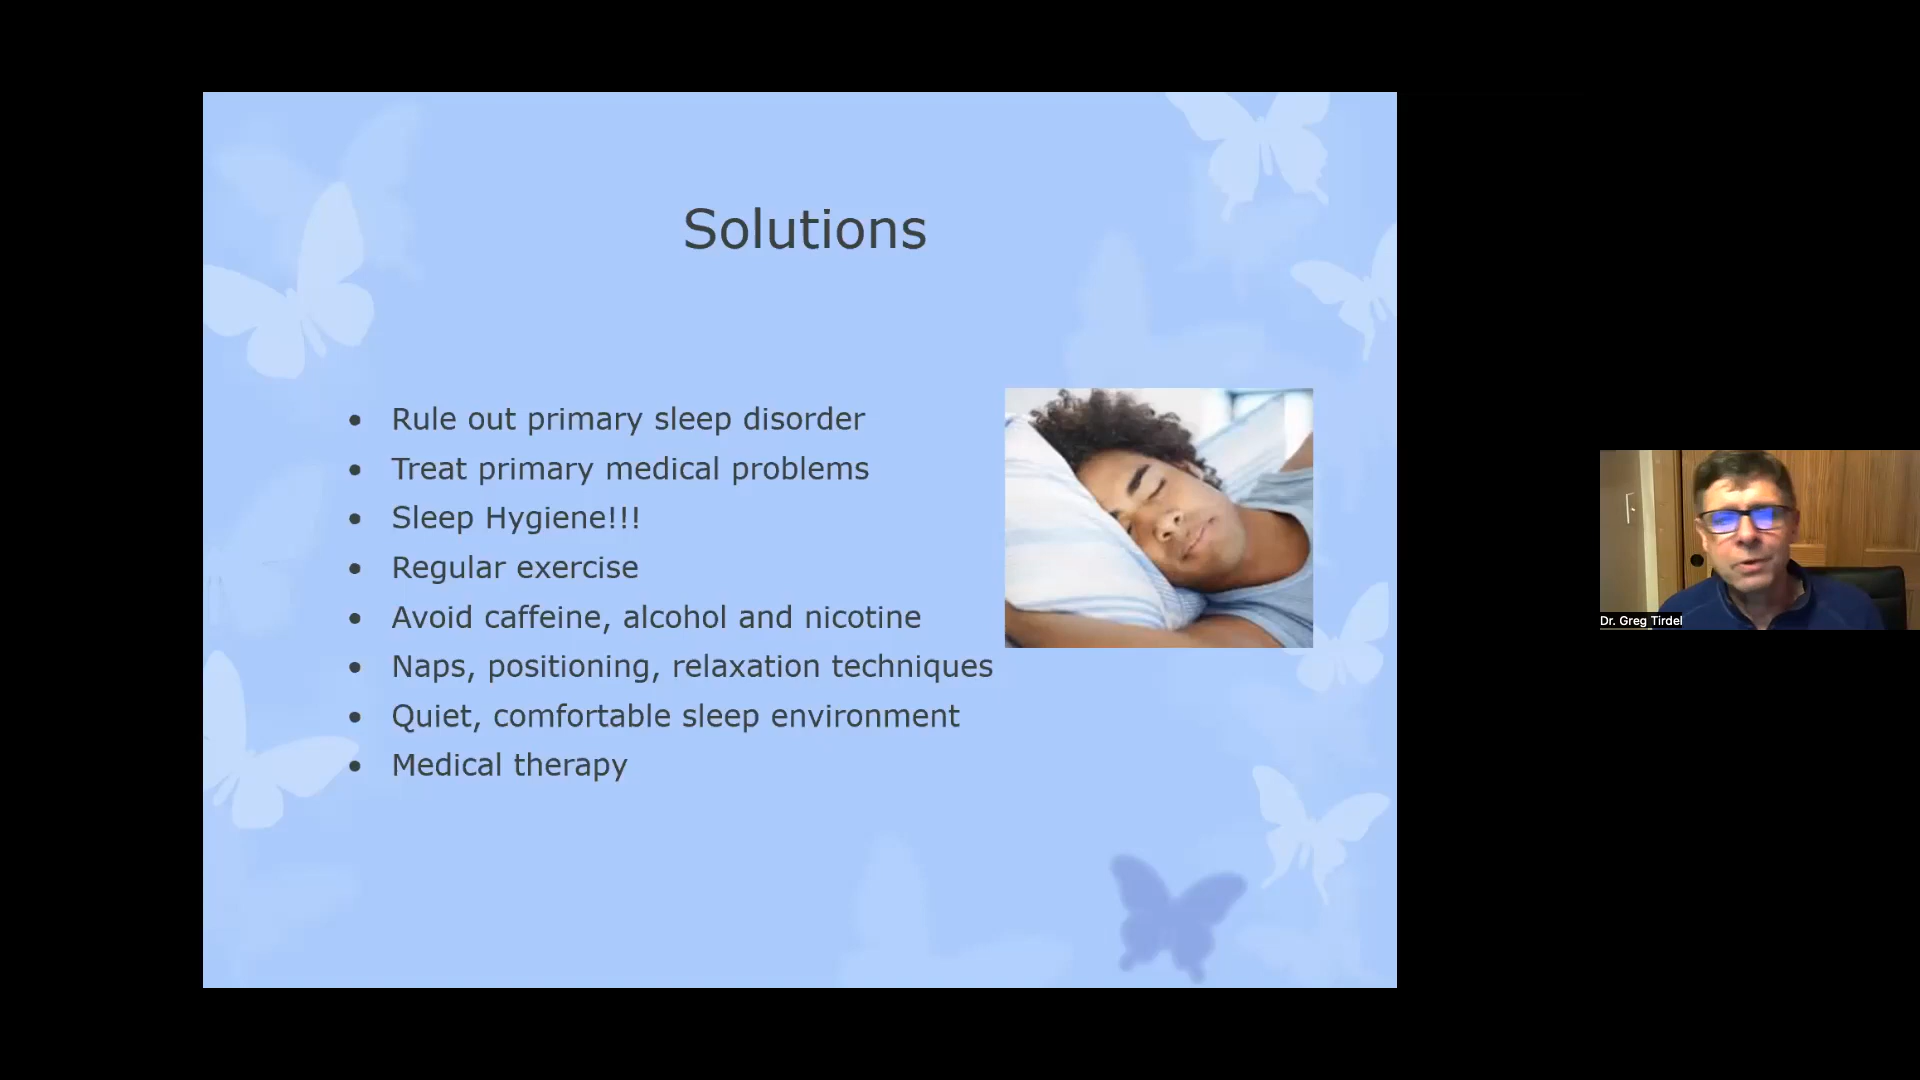 Solutions
• Rule out primary sleep disorder
• Treat primary medical problems
• Sleep Hygiene!!!
• Regular exercise
• Avoid caffeine, alcohol and nicotine
• Naps, positioning, relaxation techniques
• Quiet, comfortable sleep environment
• Medical therapy
Dr. Greg Tirdel